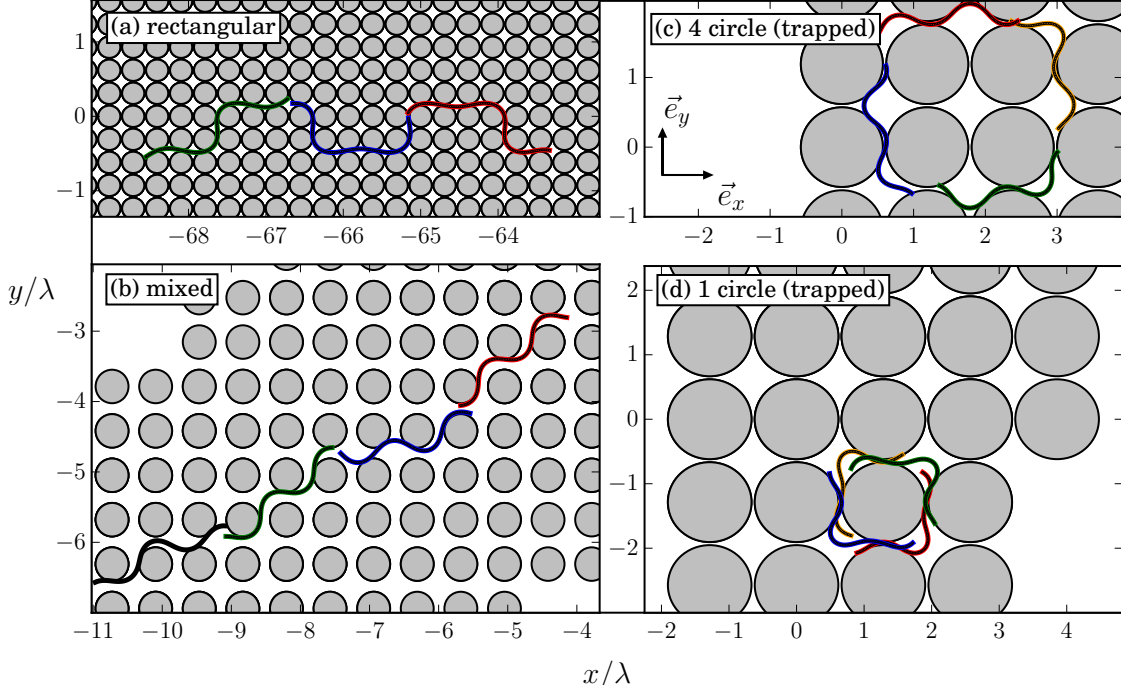 (a) rectangular
1
0
−1
−68 −67 −66 −65 −64
(c) 4 circle (trapped)
1
0
−1
e⃗_y
e⃗_x
−2 −1 0 1 2 3
y/λ
(b) mixed
−3
−4
−5
−6
−11 −10 −9 −8 −7 −6 −5 −4
(d) 1 circle (trapped)
2
1
0
−1
−2
−2 −1 0 1 2 3 4
x/λ